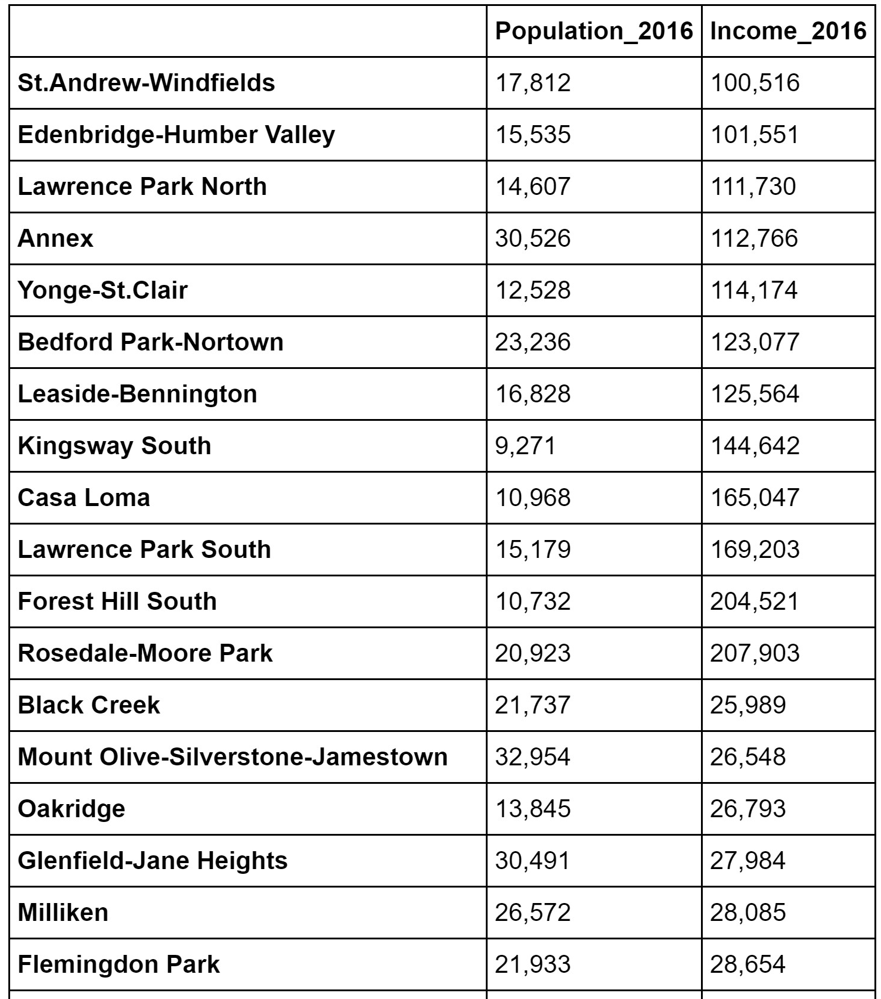 Population_2016 Income_2016
St.Andrew-Windfields 17,812 100,516
Edenbridge-Humber Valley 15,535 101,551
Lawrence Park North 14,607 111,730
Annex 30,526 112,766
Yonge-St.Clair 12,528 114,174
Bedford Park-Nortown 23,236 123,077
Leaside-Bennington 16,828 125,564
Kingsway South 9,271 144,642
Casa Loma 10,968 165,047
Lawrence Park South 15,179 169,203
Forest Hill South 10,732 204,521
Rosedale-Moore Park 20,923 207,903
Black Creek 21,737 25,989
Mount Olive-Silverstone-Jamestown 32,954 26,548
Oakridge 13,845 26,793
Glenfield-Jane Heights 30,491 27,984
Milliken 26,572 28,085
Flemingdon Park 21,933 28,654